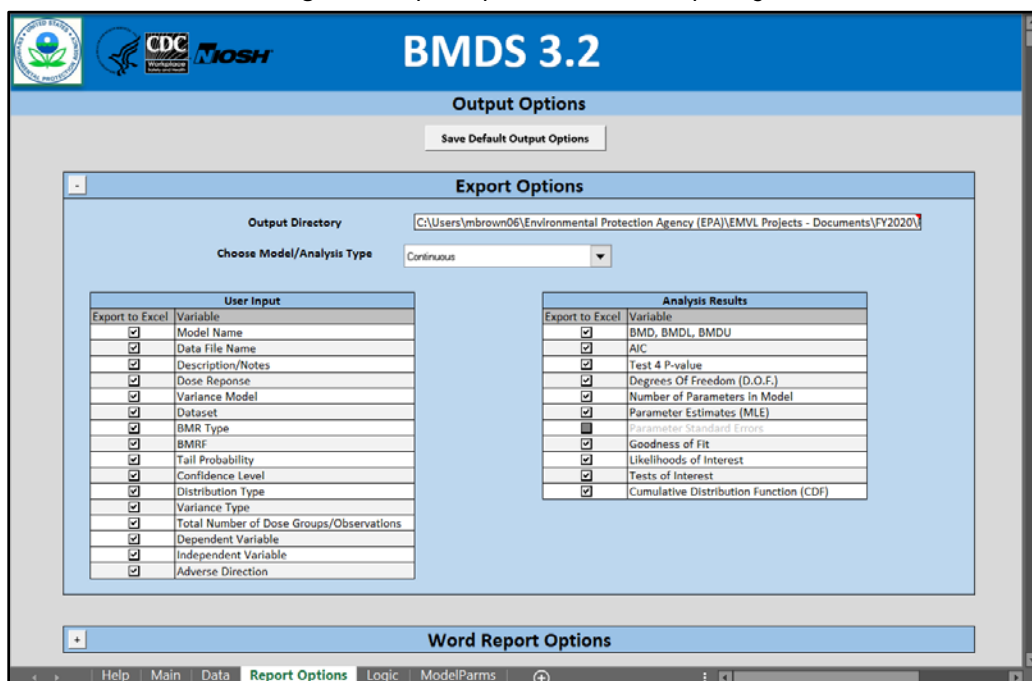 UNITED STATES
CDC
Workplace
Safety and Health
NIOSH
BMDS 3.2
Output Options
Save Default Output Options
-
Export Options
Output Directory
C:\Users\mbrown06\Environmental Protection Agency (EPA)\EMVL Projects - Documents\FY2020\
Choose Model/Analysis Type
Continuous
User Input
Export to Excel Variable
Model Name
Data File Name
Description/Notes
Dose Reponse
Variance Model
Dataset
BMR Type
BMRF
Tail Probability
Confidence Level
Distribution Type
Variance Type
Total Number of Dose Groups/Observations
Dependent Variable
Independent Variable
Adverse Direction
Analysis Results
Export to Excel Variable
BMD, BMDL, BMDU
AIC
Test 4 P-value
Degrees Of Freedom (D.O.F.)
Number of Parameters in Model
Parameter Estimates (MLE)
Parameter Standard Errors
Goodness of Fit
Likelihoods of Interest
Tests of Interest
Cumulative Distribution Function (CDF)
+
Word Report Options
Help Main Data Report Options Logic ModelParms